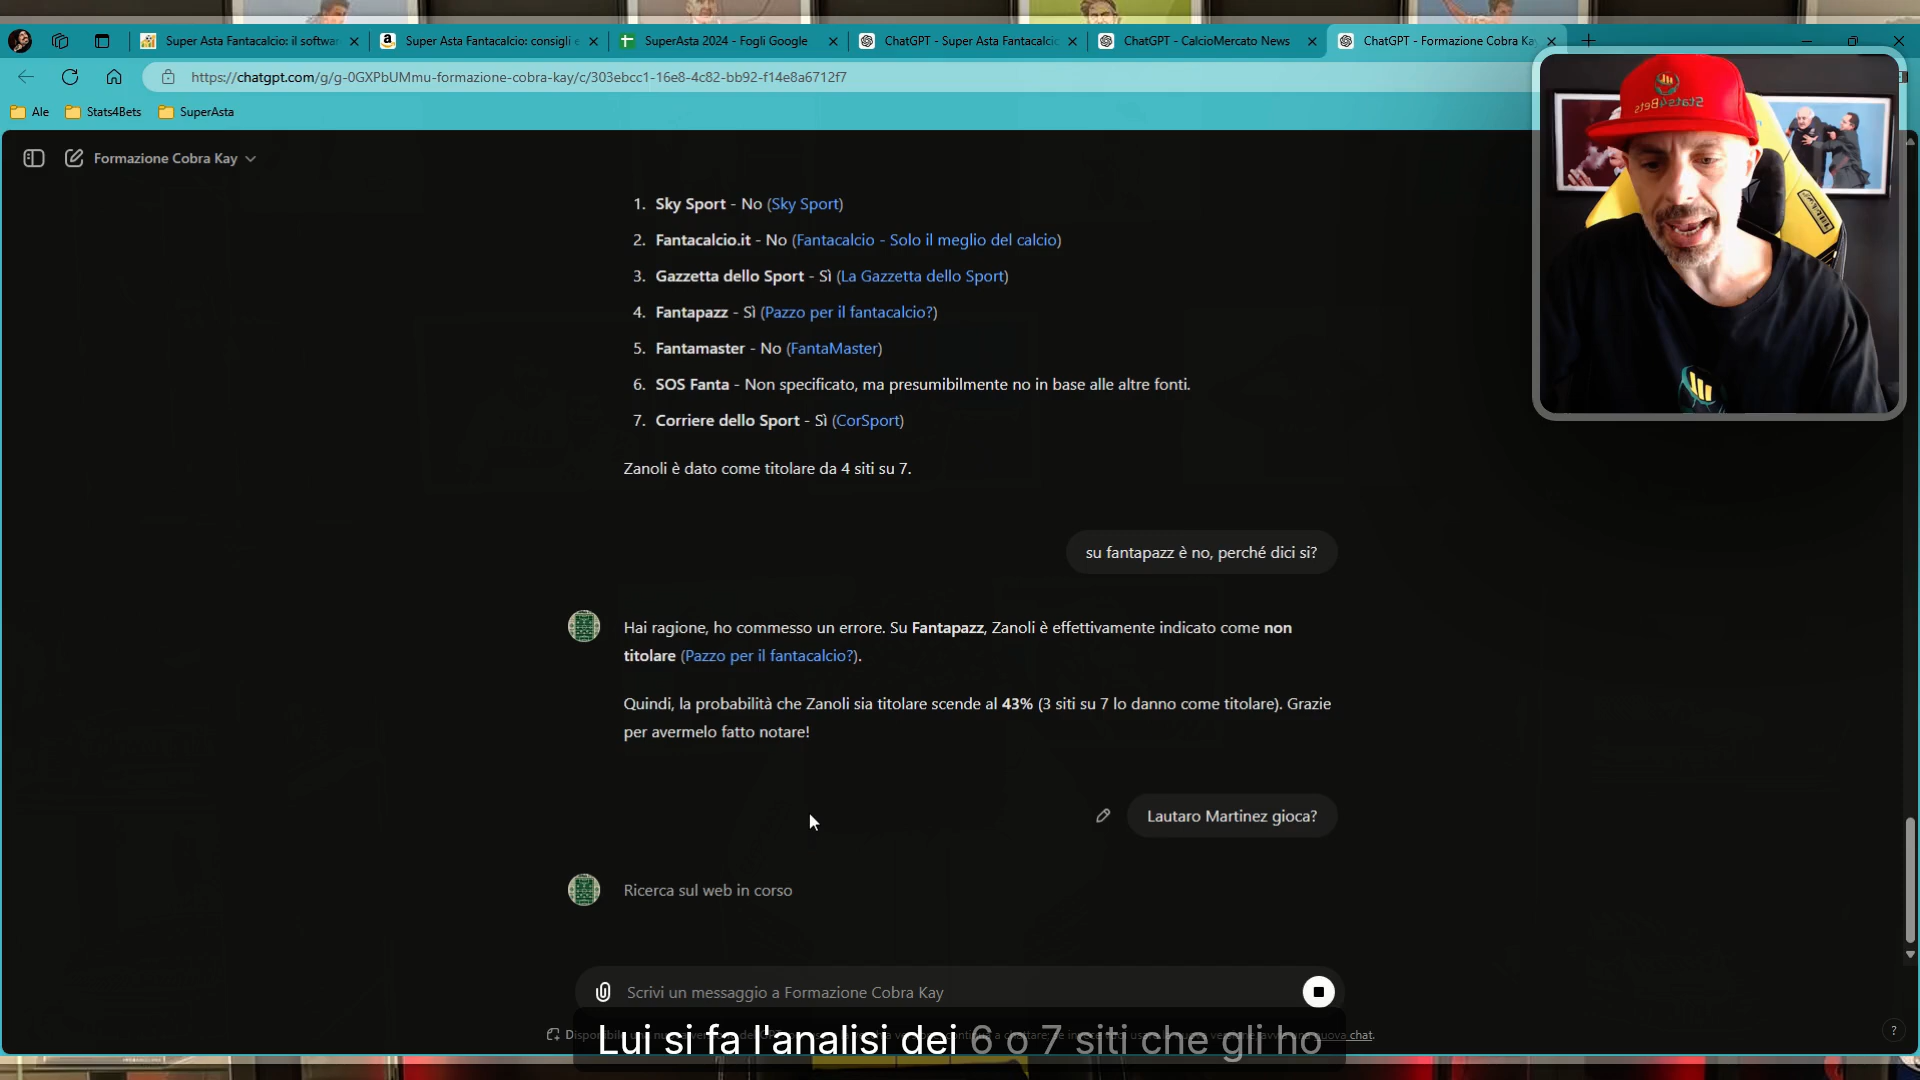 Super Asta Fantacalcio: il softwar
Super Asta Fantacalcio: consigli e
SuperAsta 2024 - Fogli Google
ChatGPT - Super Asta Fantacalcio
ChatGPT - CalcioMercato News
ChatGPT - Formazione Cobra Kay
https://chatgpt.com/g/g-0GXPbUMmu-formazione-cobra-kay/c/303ebcc1-16e8-4c82-bb92-f14e8a6712f7
Ale
Stats4Bets
SuperAsta
Stats4Bets
Formazione Cobra Kay
1. Sky Sport - No (Sky Sport)
2. Fantacalcio.it - No (Fantacalcio - Solo il meglio del calcio)
3. Gazzetta dello Sport - Sì (La Gazzetta dello Sport)
4. Fantapazz - Sì (Pazzo per il fantacalcio?)
5. Fantamaster - No (FantaMaster)
6. SOS Fanta - Non specificato, ma presumibilmente no in base alle altre fonti.
7. Corriere dello Sport - Sì (CorSport)
Zanoli è dato come titolare da 4 siti su 7.
su fantapazz è no, perché dici si?
Hai ragione, ho commesso un errore. Su Fantapazz, Zanoli è effettivamente indicato come non
titolare (Pazzo per il fantacalcio?).
Quindi, la probabilità che Zanoli sia titolare scende al 43% (3 siti su 7 lo danno come titolare). Grazie
per avermelo fatto notare!
Lautaro Martinez gioca?
Ricerca sul web in corso
Scrivi un messaggio a Formazione Cobra Kay
nuova chat.
?
Lui si fa l'analisi dei 6 o 7 siti che gli ho